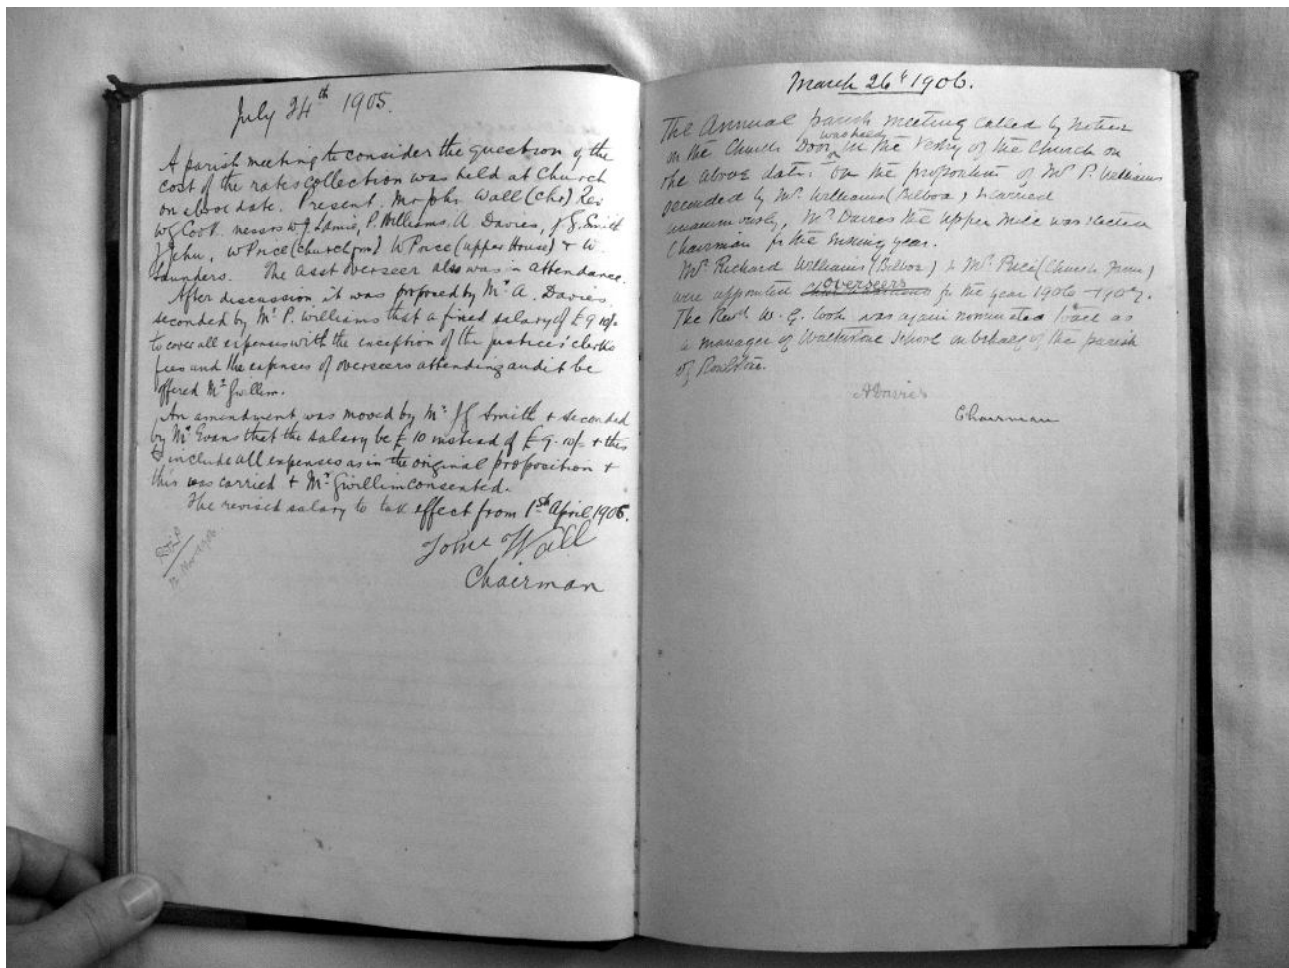 July 24th 1905.
A parish meeting to consider the question of the
cost of the rates collection was held at Church
on above date. Present. Mr John Wall (Chr) Rev
W G Cook. Messrs W J Lamie, P. Williams, A. Davies, J. G. Smith
J John, W Price (Church fm) W Price (Upper House) + W.
Saunders. The Asst overseer also was in attendance.
After discussion it was proposed by Mr A. Davies,
seconded by Mr P. Williams that a fixed salary of £9.10/-
to cover all expenses with the exception of the justices' clerks
fees and the expenses of overseers attending audit be
offered Mr Gwillim.
An amendment was moved by Mr J G Smith + seconded
by Mr Evans that the salary be £10 instead of £9.10/- + this
to include all expenses as in the original proposition +
this was carried + Mr Gwillim consented.
The revised salary to take effect from 1st April 1905.
John Wall
Chairman
March 26th 1906.
The Annual parish meeting called by notice
on the Church Door was held in the Vestry of the Church on
the above date. On the proposition of Mr P. Williams
seconded by Mr Williams (Bilboa) & carried
unanimously, Mr Davies the Upper was elected
Chairman for the ensuing year.
Mr Richard Williams (Bilboa) & Mr Price (Church Farm)
were appointed overseers for the year 1906 + 1907.
The Revd W. G. Cook was again nominated to act as
a manager of Walterstone School on behalf of the parish
of Rowlstone.
A Davies
Chairman